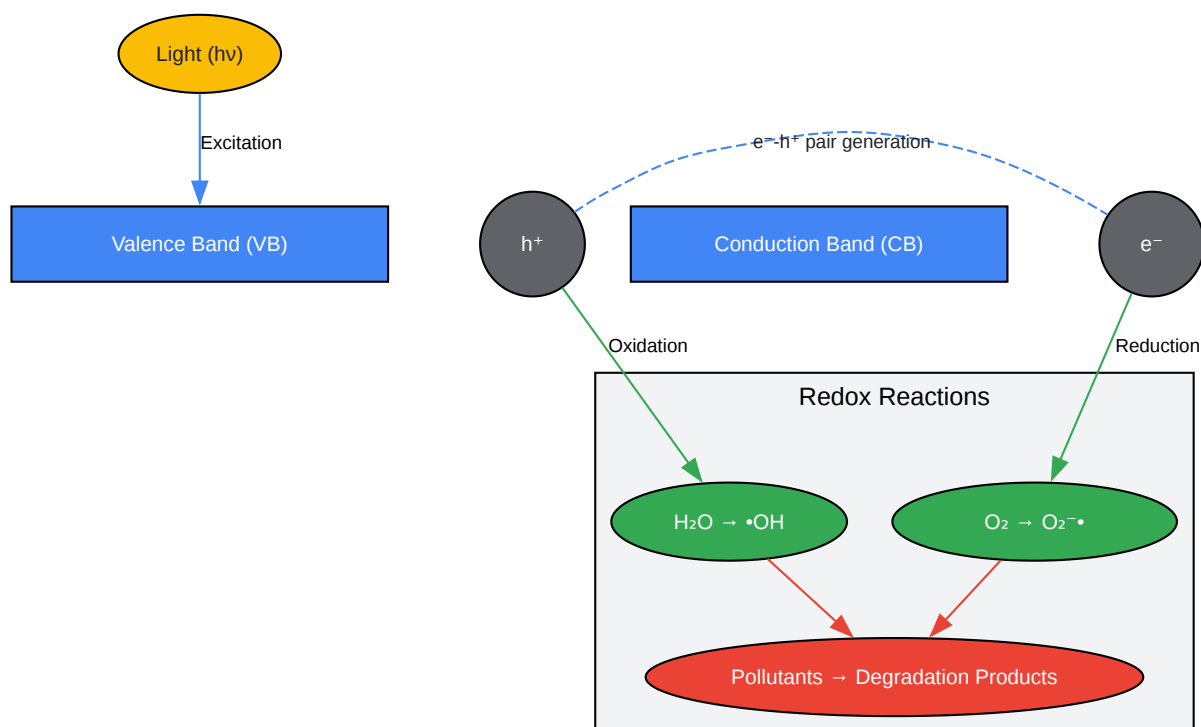 Light (hν)
Excitation
e⁻-h⁺ pair generation
Valence Band (VB)
h⁺
Conduction Band (CB)
e⁻
Oxidation
Reduction
Redox Reactions
H₂O → •OH
O₂ → O₂⁻•
Pollutants → Degradation Products